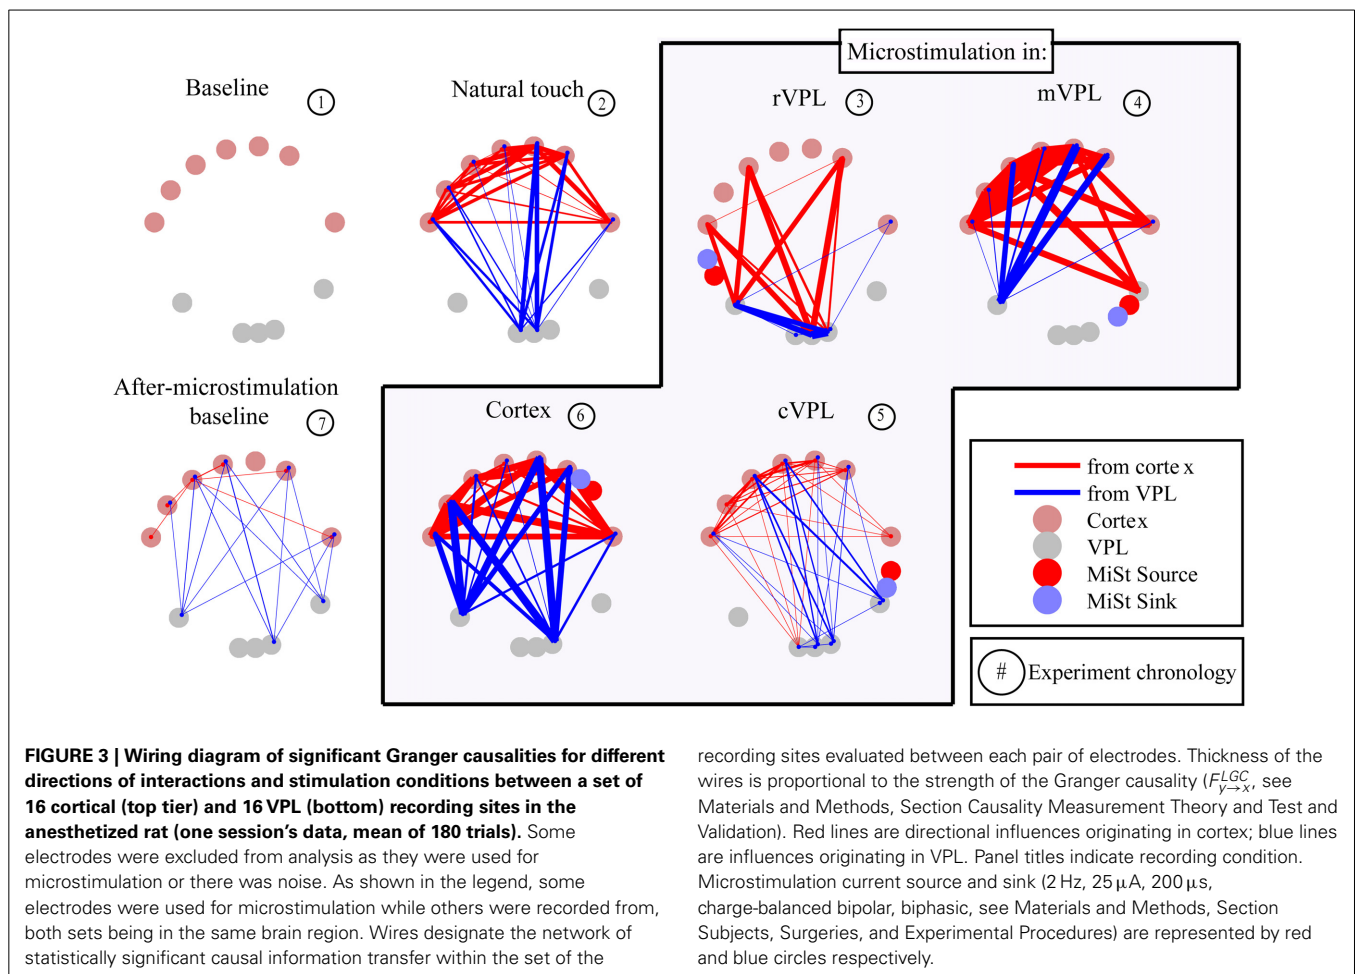 Microstimulation in:
Baseline
1
Natural touch
2
rVPL
3
mVPL
4
After-microstimulation
baseline
7
Cortex
6
cVPL
5
from corte x
from VPL
Cortex
VPL
MiSt Source
MiSt Sink
# Experiment chronology
FIGURE 3 | Wiring diagram of significant Granger causalities for different
directions of interactions and stimulation conditions between a set of
16 cortical (top tier) and 16 VPL (bottom) recording sites in the
anesthetized rat (one session's data, mean of 180 trials). Some
electrodes were excluded from analysis as they were used for
microstimulation or there was noise. As shown in the legend, some
electrodes were used for microstimulation while others were recorded from,
both sets being in the same brain region. Wires designate the network of
statistically significant causal information transfer within the set of the
recording sites evaluated between each pair of electrodes. Thickness of the
wires is proportional to the strength of the Granger causality (F^{LGC}_{y→x}, see
Materials and Methods, Section Causality Measurement Theory and Test and
Validation). Red lines are directional influences originating in cortex; blue lines
are influences originating in VPL. Panel titles indicate recording condition.
Microstimulation current source and sink (2 Hz, 25 μA, 200 μs,
charge-balanced bipolar, biphasic, see Materials and Methods, Section
Subjects, Surgeries, and Experimental Procedures) are represented by red
and blue circles respectively.